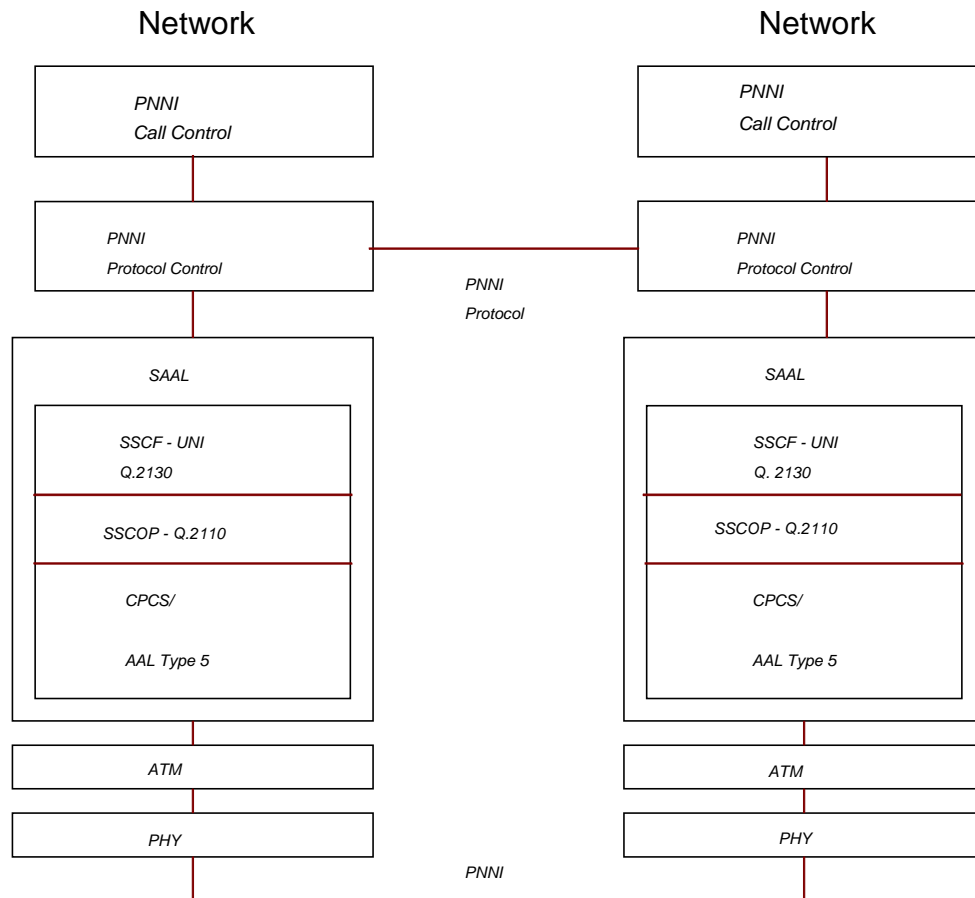 Network
PNNI
Call Control
PNNI
Protocol Control
SAAL
SSCF - UNI
Q.2130
SSCOP - Q.2110
CPCS/
AAL Type 5
ATM
PHY
PNNI
Protocol
PNNI
Network
PNNI
Call Control
PNNI
Protocol Control
SAAL
SSCF - UNI
Q. 2130
SSCOP - Q.2110
CPCS/
AAL Type 5
ATM
PHY